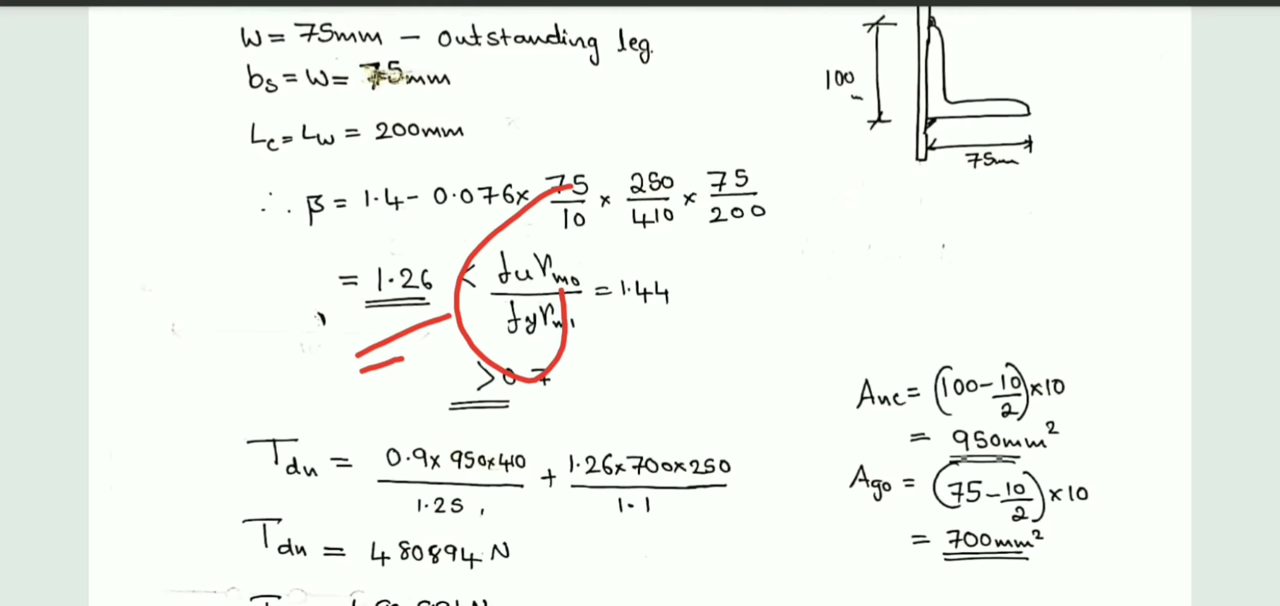 W = 75mm - outstanding leg.
bs = W = 75mm
100
Lc = Lw = 200mm
75mm
∴ β = 1.4 - 0.076 × 75/10 × 250/410 × 75/200
= 1.26 < fu γm0 / fy γm1 = 1.44
> 0.7
Anc = (100 - 10/2) × 10
= 950mm²
Tdn = 0.9 × 950 × 410 / 1.25 + 1.26 × 700 × 250 / 1.1
Ago = (75 - 10/2) × 10
= 700mm²
Tdn = 480894 N